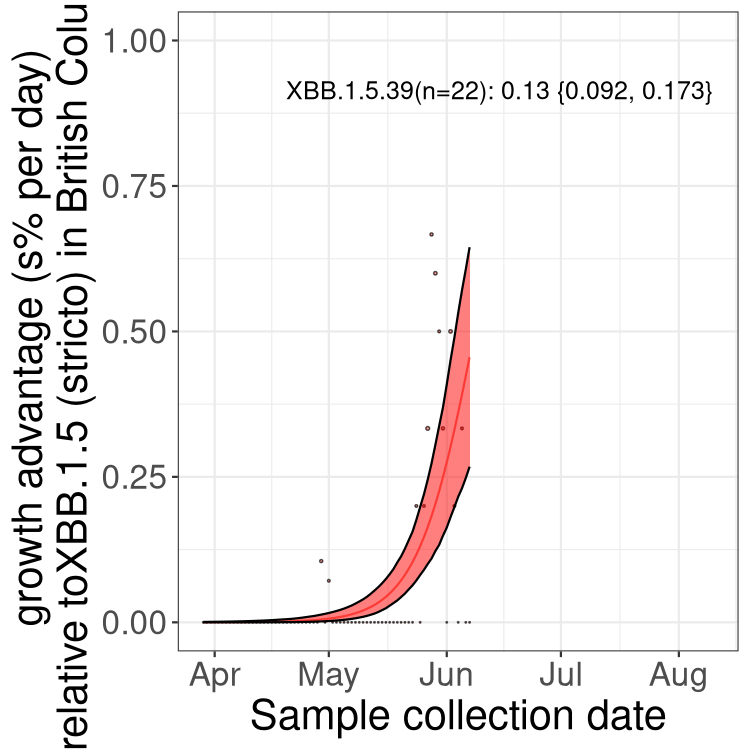 growth advantage (s% per day)
relative toXBB.1.5 (stricto) in British Colu
1.00
0.75
0.50
0.25
0.00
XBB.1.5.39(n=22): 0.13 {0.092, 0.173}
Apr May Jun Jul Aug
Sample collection date